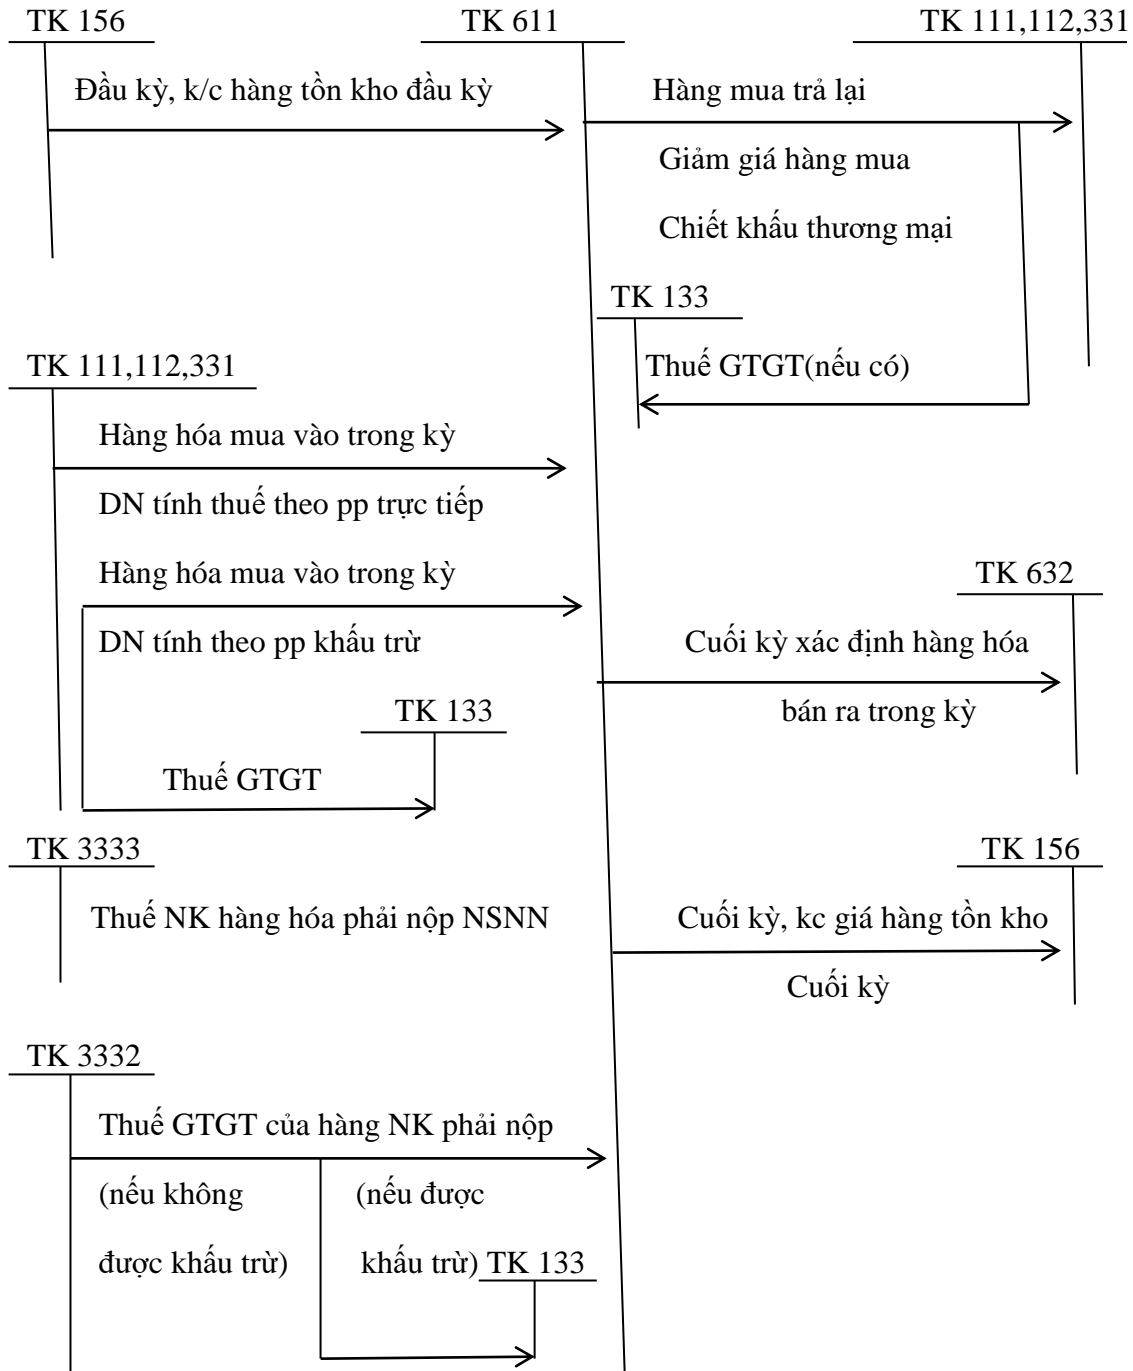 TK 156
TK 611
TK 111,112,331
Đầu kỳ, k/c hàng tồn kho đầu kỳ
Hàng mua trả lại
Giảm giá hàng mua
Chiết khấu thương mại
TK 133
Thuế GTGT(nếu có)
TK 111,112,331
Hàng hóa mua vào trong kỳ
DN tính thuế theo pp trực tiếp
Hàng hóa mua vào trong kỳ
DN tính theo pp khấu trừ
TK 133
Thuế GTGT
TK 632
Cuối kỳ xác định hàng hóa
bán ra trong kỳ
TK 3333
Thuế NK hàng hóa phải nộp NSNN
TK 156
Cuối kỳ, kc giá hàng tồn kho
Cuối kỳ
TK 3332
Thuế GTGT của hàng NK phải nộp
(nếu không
được khấu trừ)
(nếu được
khấu trừ)
TK 133